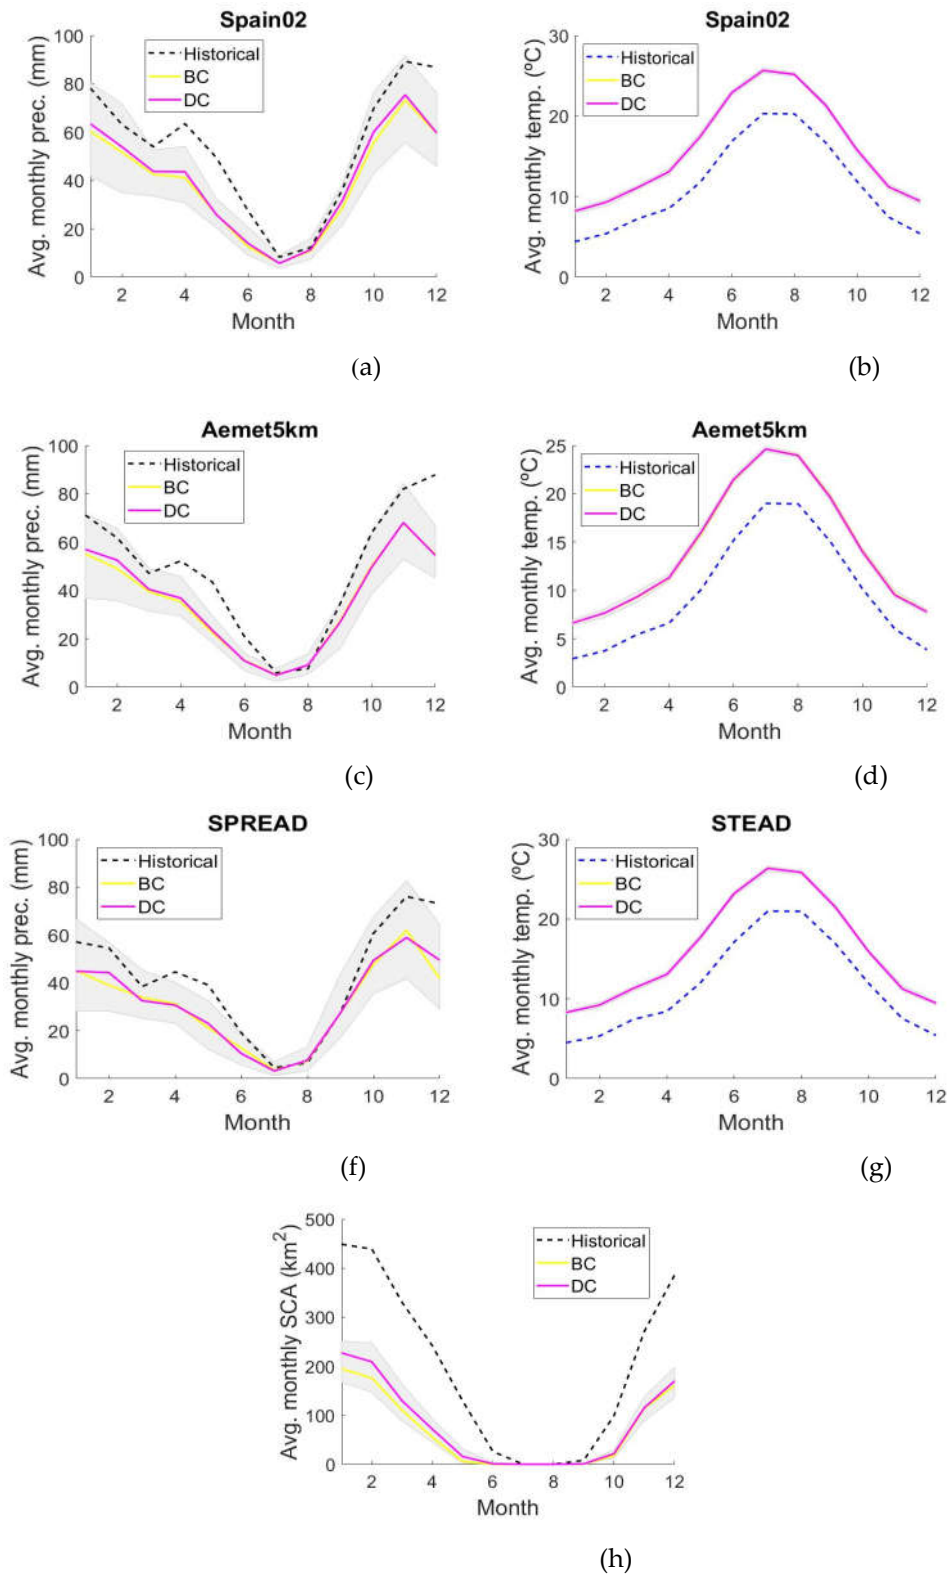 Spain02
Avg. monthly prec. (mm)
100
80
60
40
20
0
Historical
BC
DC
2 4 6 8 10 12
Month
(a)
Spain02
Avg. monthly temp. (ºC)
30
20
10
0
Historical
BC
DC
2 4 6 8 10 12
Month
(b)
Aemet5km
Avg. monthly prec. (mm)
100
80
60
40
20
0
Historical
BC
DC
2 4 6 8 10 12
Month
(c)
Aemet5km
Avg. monthly temp. (ºC)
25
20
15
10
5
0
Historical
BC
DC
2 4 6 8 10 12
Month
(d)
SPREAD
Avg. monthly prec. (mm)
100
80
60
40
20
0
Historical
BC
DC
2 4 6 8 10 12
Month
(f)
STEAD
Avg. monthly temp. (ºC)
30
20
10
0
Historical
BC
DC
2 4 6 8 10 12
Month
(g)
Avg. monthly SCA (km²)
500
400
300
200
100
0
Historical
BC
DC
2 4 6 8 10 12
Month
(h)